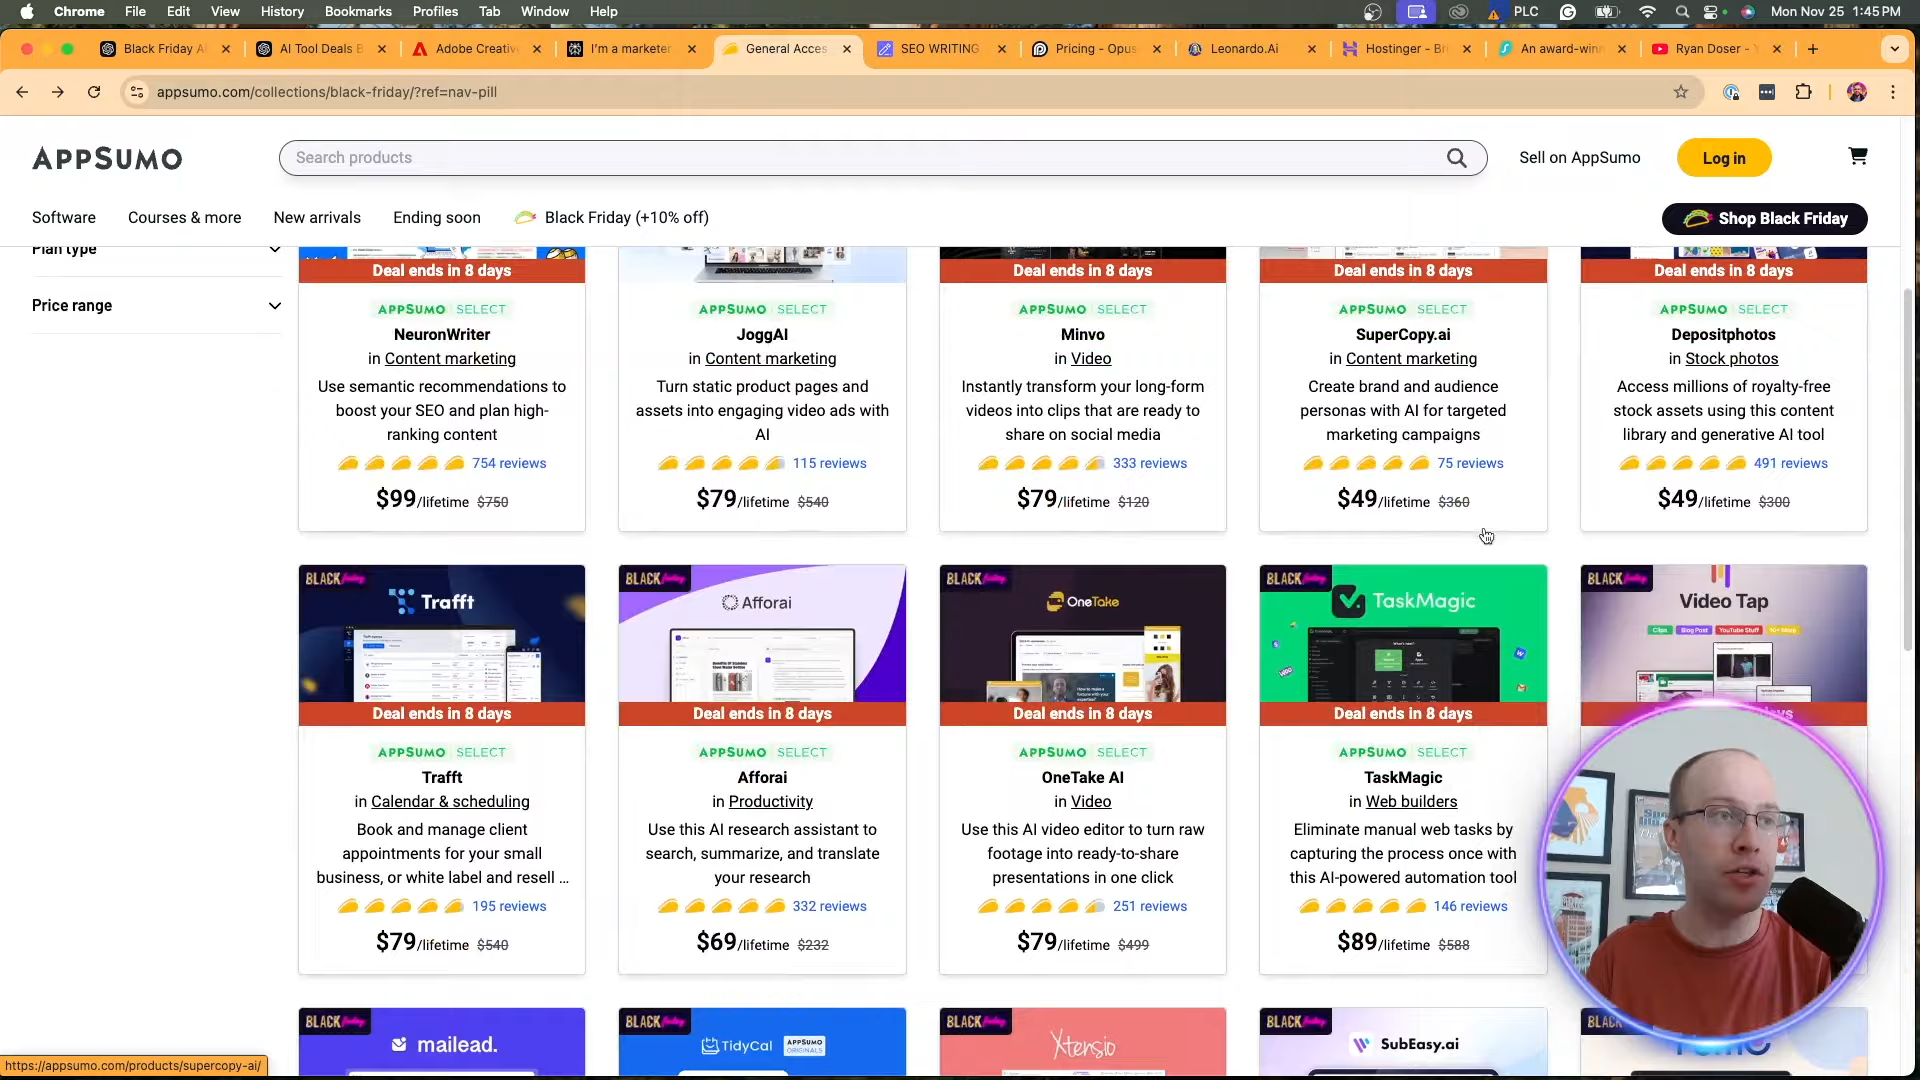 Chrome File Edit View History Bookmarks Profiles Tab Window Help PLC Mon Nov 25 1:45 PM
Black Friday A AI Tool Deals B Adobe Creativ I'm a marketer General Acces SEO WRITING Pricing - Opus Leonardo.Ai Hostinger - Bri An award-win Ryan Doser - Y
appsumo.com/collections/black-friday/?ref=nav-pill
APPSUMO Search products Sell on AppSumo Log in
Software Courses & more New arrivals Ending soon Black Friday (+10% off) Shop Black Friday
Plan type
Price range
Deal ends in 8 days
APPSUMO SELECT
NeuronWriter
in Content marketing
Use semantic recommendations to
boost your SEO and plan high-
ranking content
754 reviews
$99/lifetime $750
APPSUMO SELECT
JoggAI
in Content marketing
Turn static product pages and
assets into engaging video ads with
AI
115 reviews
$79/lifetime $540
Deal ends in 8 days
APPSUMO SELECT
Minvo
in Video
Instantly transform your long-form
videos into clips that are ready to
share on social media
333 reviews
$79/lifetime $120
Deal ends in 8 days
APPSUMO SELECT
SuperCopy.ai
in Content marketing
Create brand and audience
personas with AI for targeted
marketing campaigns
75 reviews
$49/lifetime $360
Deal ends in 8 days
APPSUMO SELECT
Depositphotos
in Stock photos
Access millions of royalty-free
stock assets using this content
library and generative AI tool
491 reviews
$49/lifetime $300
BLACK friday
Trafft
Deal ends in 8 days
APPSUMO SELECT
Trafft
in Calendar & scheduling
Book and manage client
appointments for your small
business, or white label and resell ...
195 reviews
$79/lifetime $540
BLACK friday
Afforai
Deal ends in 8 days
APPSUMO SELECT
Afforai
in Productivity
Use this AI research assistant to
search, summarize, and translate
your research
332 reviews
$69/lifetime $232
BLACK friday
OneTake
Deal ends in 8 days
APPSUMO SELECT
OneTake AI
in Video
Use this AI video editor to turn raw
footage into ready-to-share
presentations in one click
251 reviews
$79/lifetime $499
BLACK friday
TaskMagic
Deal ends in 8 days
APPSUMO SELECT
TaskMagic
in Web builders
Eliminate manual web tasks by
capturing the process once with
this AI-powered automation tool
146 reviews
$89/lifetime $588
BLACK friday
Video Tap
Clips Blog Post YouTube Stuff
BLACK friday
mailead.
BLACK friday
TidyCal APPSUMO ORIGINALS
BLACK friday
Xtensio
BLACK friday
SubEasy.ai
BLACK
https://appsumo.com/products/supercopy-ai/